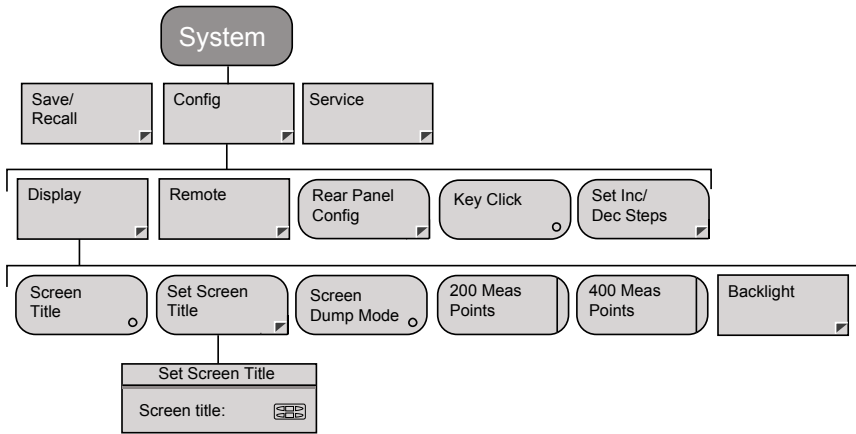 System
Save/
Recall
Config
Service
Display
Remote
Rear Panel
Config
Key Click
Set Inc/
Dec Steps
Screen
Title
Set Screen
Title
Screen
Dump Mode
200 Meas
Points
400 Meas
Points
Backlight
Set Screen Title
Screen title: